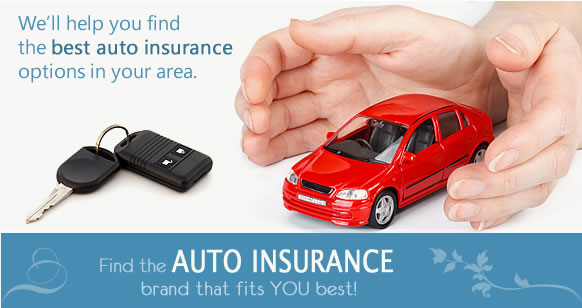 We'll help you find
the best auto insurance
options in your area.
Find the AUTO INSURANCE
brand that fits YOU best!